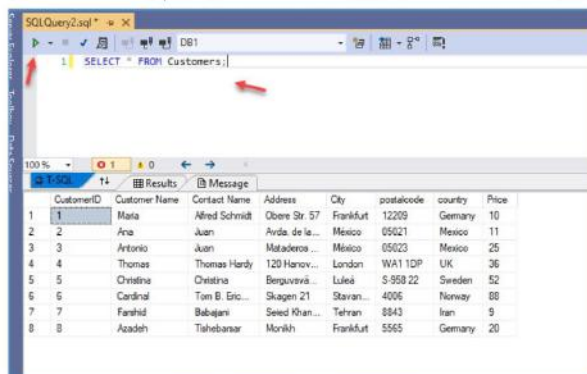 SQLQuery2.sql*
DB1
1 SELECT * FROM Customers;
100 % 1 0
T-SQL Results Message
CustomerID Customer Name Contact Name Address City postalcode country Price
1 1 Maria Alfred Schmidt Obere Str. 57 Frankfurt 12209 Germany 10
2 2 Ana Juan Avda. de la... México 05021 Mexico 11
3 3 Antonio Juan Mataderos ... México 05023 Mexico 25
4 4 Thomas Thomas Hardy 120 Hanov... London WA1 1DP UK 36
5 5 Christina Christina Berguvsvä... Luleå S-958 22 Sweden 52
6 6 Cardinal Tom B. Eric... Skagen 21 Stavan... 4006 Norway 88
7 7 Farshid Babajani Seied Khan... Tehran 8843 Iran 9
8 8 Azadeh Monikh Frankfurt 5565 Germany 20